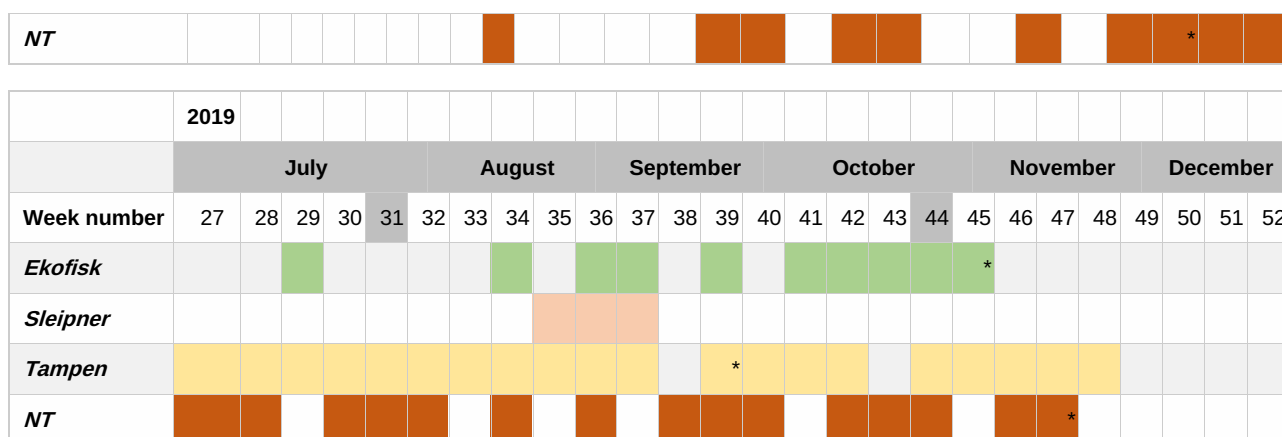 NT *
2019
July August September October November December
Week number 27 28 29 30 31 32 33 34 35 36 37 38 39 40 41 42 43 44 45 46 47 48 49 50 51 52
Ekofisk *
Sleipner
Tampen *
NT *